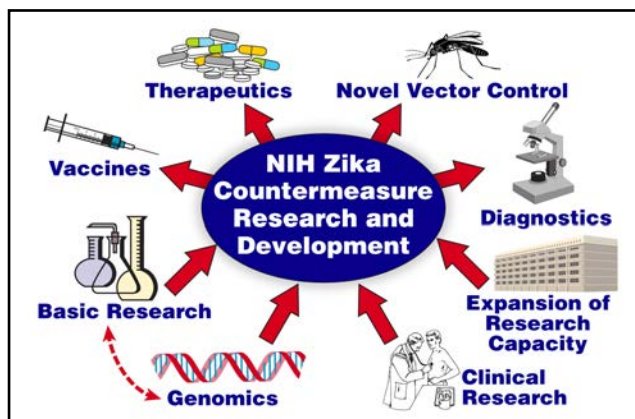 Therapeutics
Novel Vector Control
Vaccines
NIH Zika
Countermeasure
Research and
Development
Diagnostics
Basic Research
Expansion of
Research
Capacity
Genomics
Clinical
Research